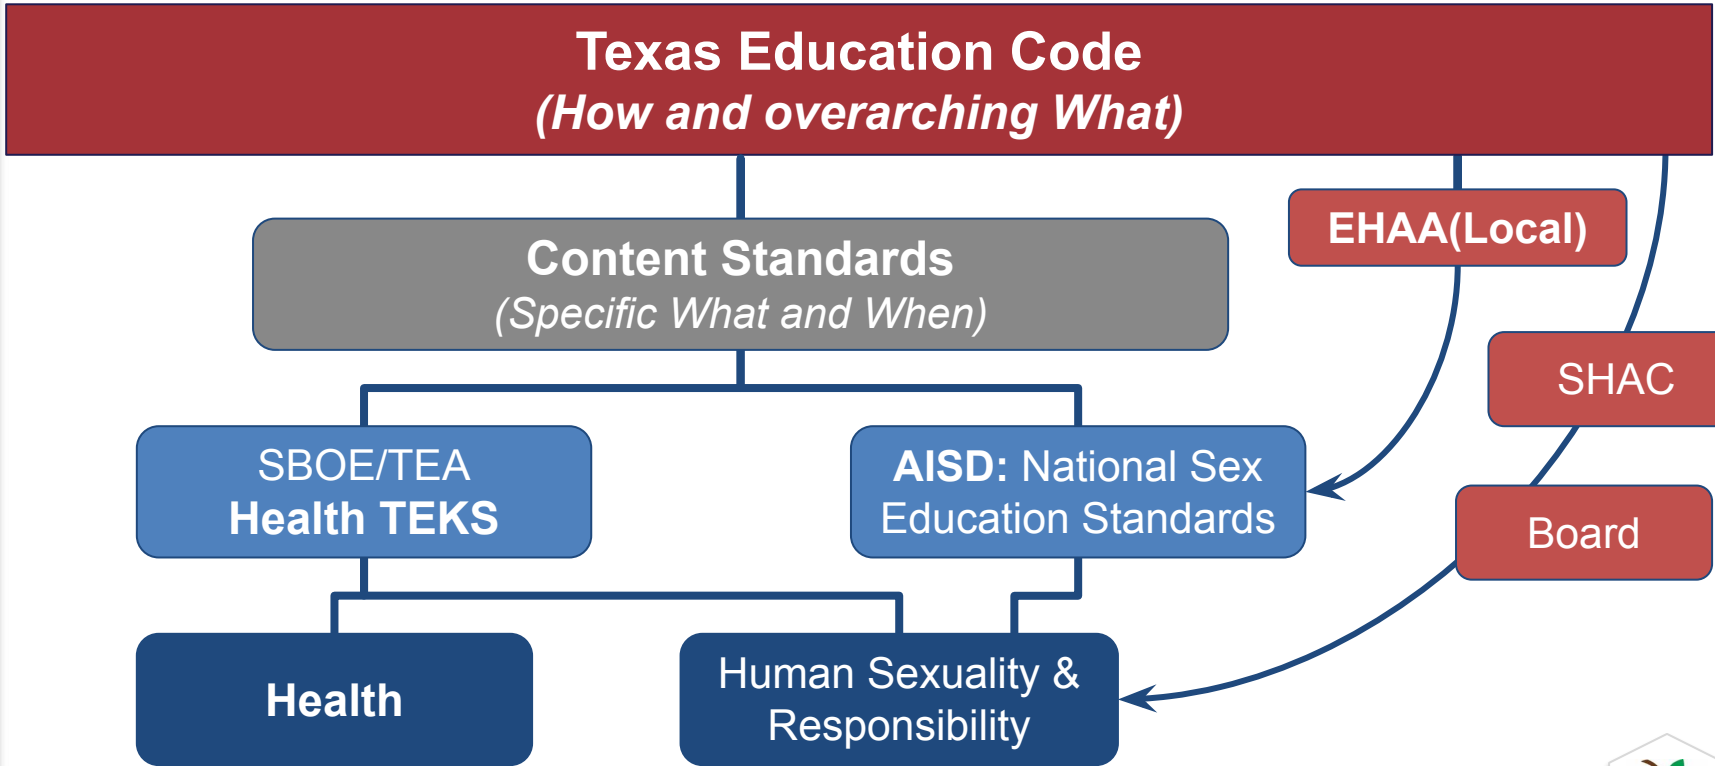 Texas Education Code
(How and overarching What)
EHAA(Local)
Content Standards
(Specific What and When)
SHAC
SBOE/TEA
Health TEKS
AISD: National Sex
Education Standards
Board
Health
Human Sexuality &
Responsibility